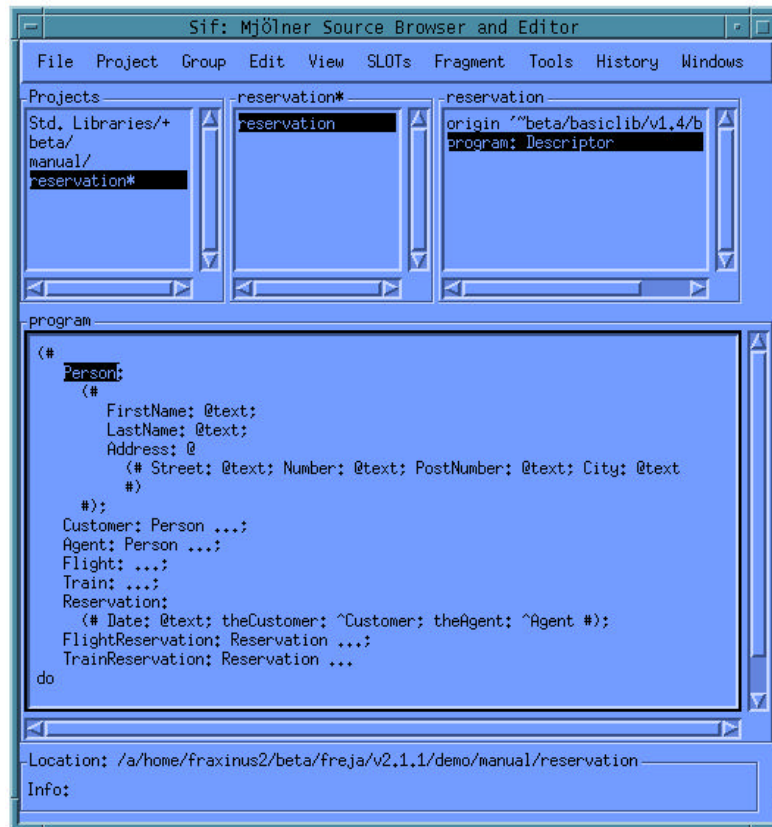 Sif: Mjölner Source Browser and Editor
File Project Group Edit View SLOTs Fragment Tools History Windows
Projects
Std. Libraries/+
beta/
manual/
reservation*
reservation*
reservation
reservation
origin '~beta/basiclib/v1.4/b
program: Descriptor
program
(#
Person:
(#
FirstName: @text;
LastName: @text;
Address: @
(# Street: @text; Number: @text; PostNumber: @text; City: @text
#)
#);
Customer: Person ...;
Agent: Person ...;
Flight: ...;
Train: ...;
Reservation:
(# Date: @text; theCustomer: ^Customer; theAgent: ^Agent #);
FlightReservation: Reservation ...;
TrainReservation: Reservation ...
do
Location: /a/home/fraxinus2/beta/freja/v2.1.1/demo/manual/reservation
Info: